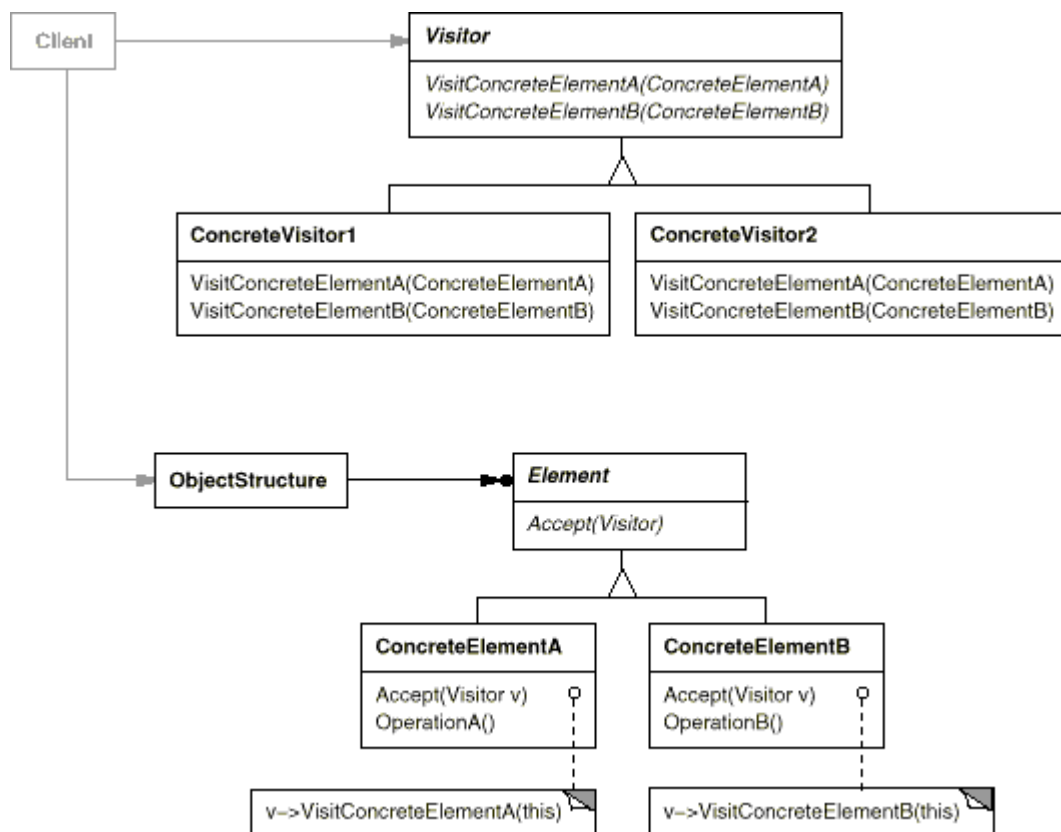 Client
Visitor
VisitConcreteElementA(ConcreteElementA)
VisitConcreteElementB(ConcreteElementB)
ConcreteVisitor1
VisitConcreteElementA(ConcreteElementA)
VisitConcreteElementB(ConcreteElementB)
ConcreteVisitor2
VisitConcreteElementA(ConcreteElementA)
VisitConcreteElementB(ConcreteElementB)
ObjectStructure
Element
Accept(Visitor)
ConcreteElementA
Accept(Visitor v)
OperationA()
ConcreteElementB
Accept(Visitor v)
OperationB()
v->VisitConcreteElementA(this)
v->VisitConcreteElementB(this)